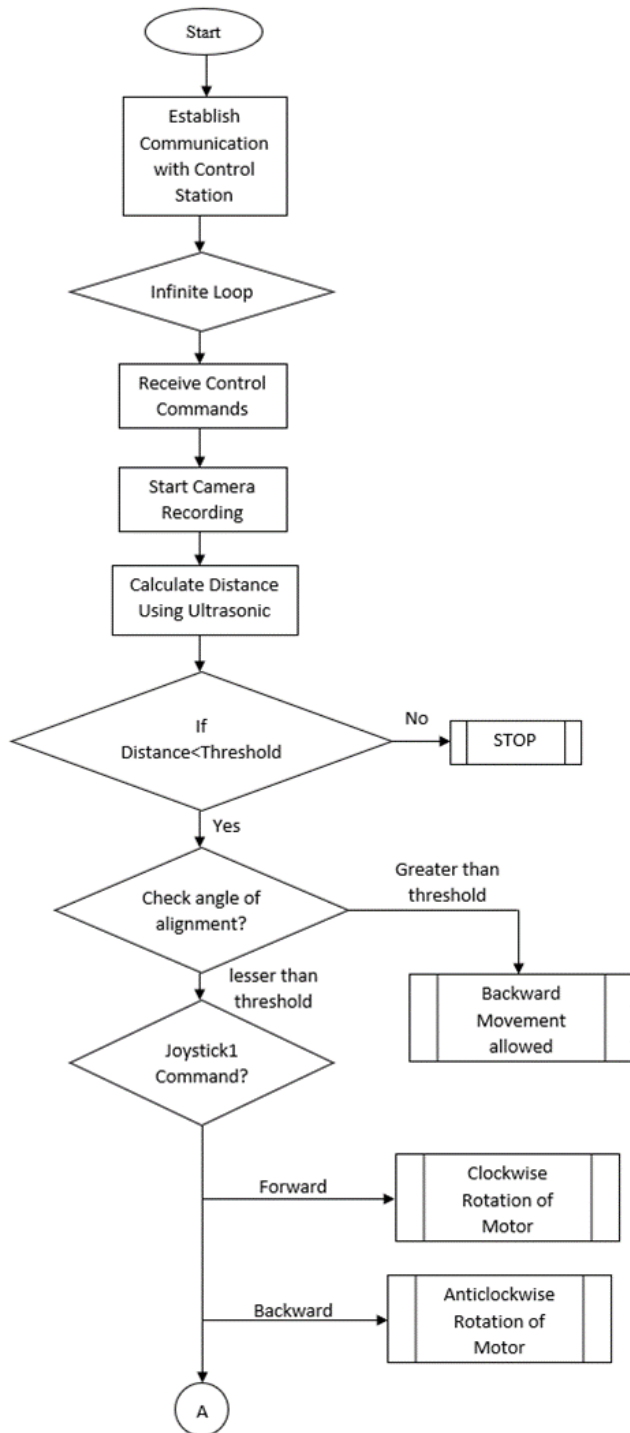 Start
Establish
Communication
with Control
Station
Infinite Loop
Receive Control
Commands
Start Camera
Recording
Calculate Distance
Using Ultrasonic
If
Distance<Threshold
No
STOP
Yes
Check angle of
alignment?
Greater than
threshold
Backward
Movement
allowed
lesser than
threshold
Joystick1
Command?
Forward
Clockwise
Rotation of
Motor
Backward
Anticlockwise
Rotation of
Motor
A